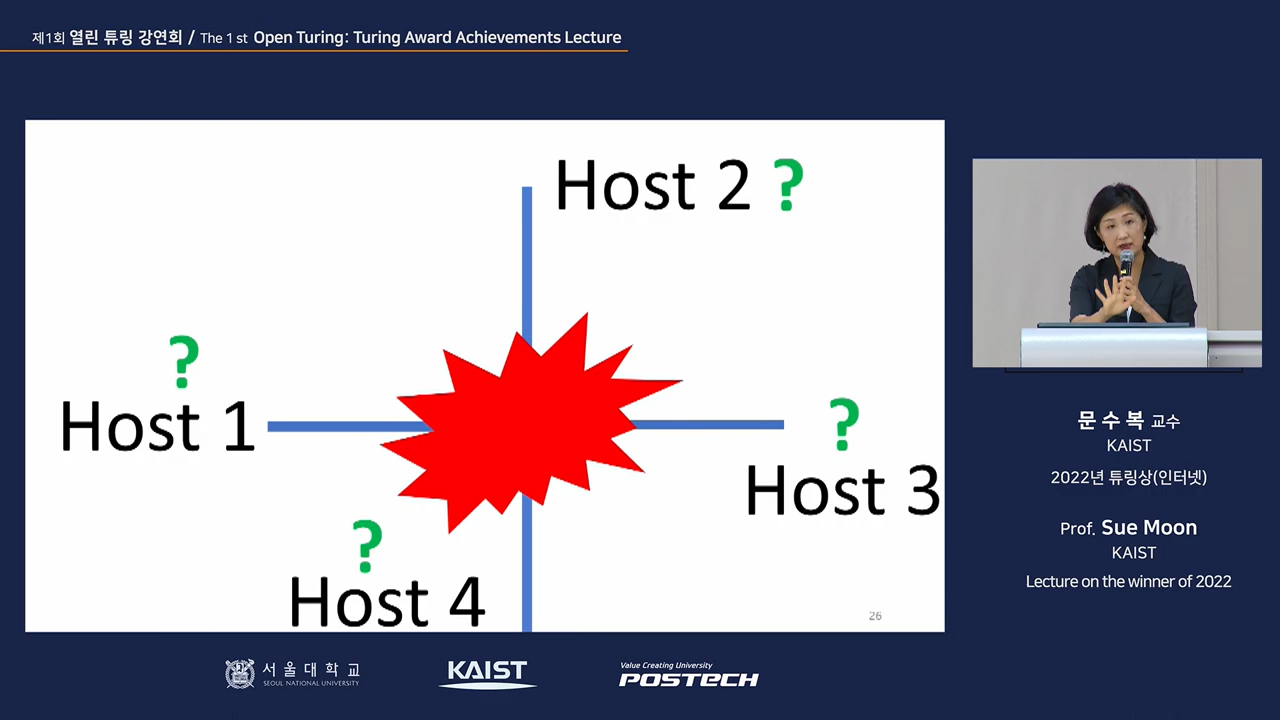 제1회 열린 튜링 강연회 / The 1 st Open Turing: Turing Award Achievements Lecture
Host 2 ?
?
Host 1
?
Host 3
?
Host 4
26
문 수 복 교수
KAIST
2022년 튜링상(인터넷)
Prof. Sue Moon
KAIST
Lecture on the winner of 2022
서울대학교
SEOUL NATIONAL UNIVERSITY
KAIST
Value Creating University
POSTECH